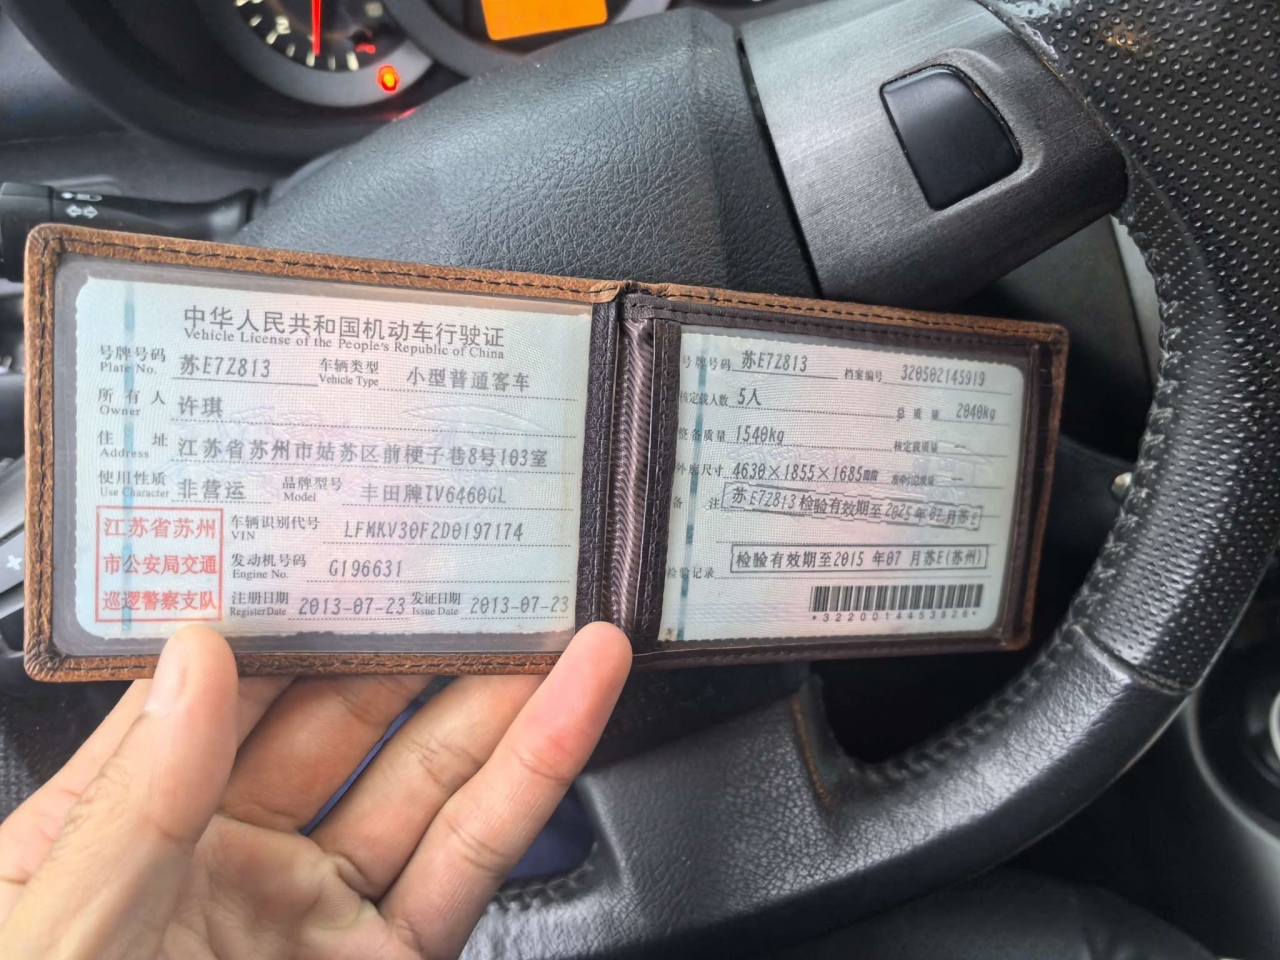 中华人民共和国机动车行驶证
Vehicle License of the People's Republic of China
号牌号码 苏E7Z813 车辆类型 小型普通客车
Plate No. Vehicle Type
所有人 许琪
Owner
住址 江苏省苏州市姑苏区前梗子巷8号103室
Address
使用性质 非营运 品牌型号 丰田牌TV6460GL
Use Character Model
江苏省苏州
市公安局交通
巡逻警察支队
车辆识别代号 LFMKV30F2D0197174
VIN
发动机号码 G196631
Engine No.
注册日期 2013-07-23 发证日期 2013-07-23
Register Date Issue Date
号牌号码 苏E7Z813 档案编号 320502145919
核定载人数 5人 总质量 2040kg
整备质量 1540kg 核定载质量 --
外廓尺寸 4630×1855×1685mm 准牵引总质量 --
备注 苏E7Z813检验有效期至2025年07月苏E
检验有效期至2015年07月苏E(苏州)
检验记录
*3220014453826*
2